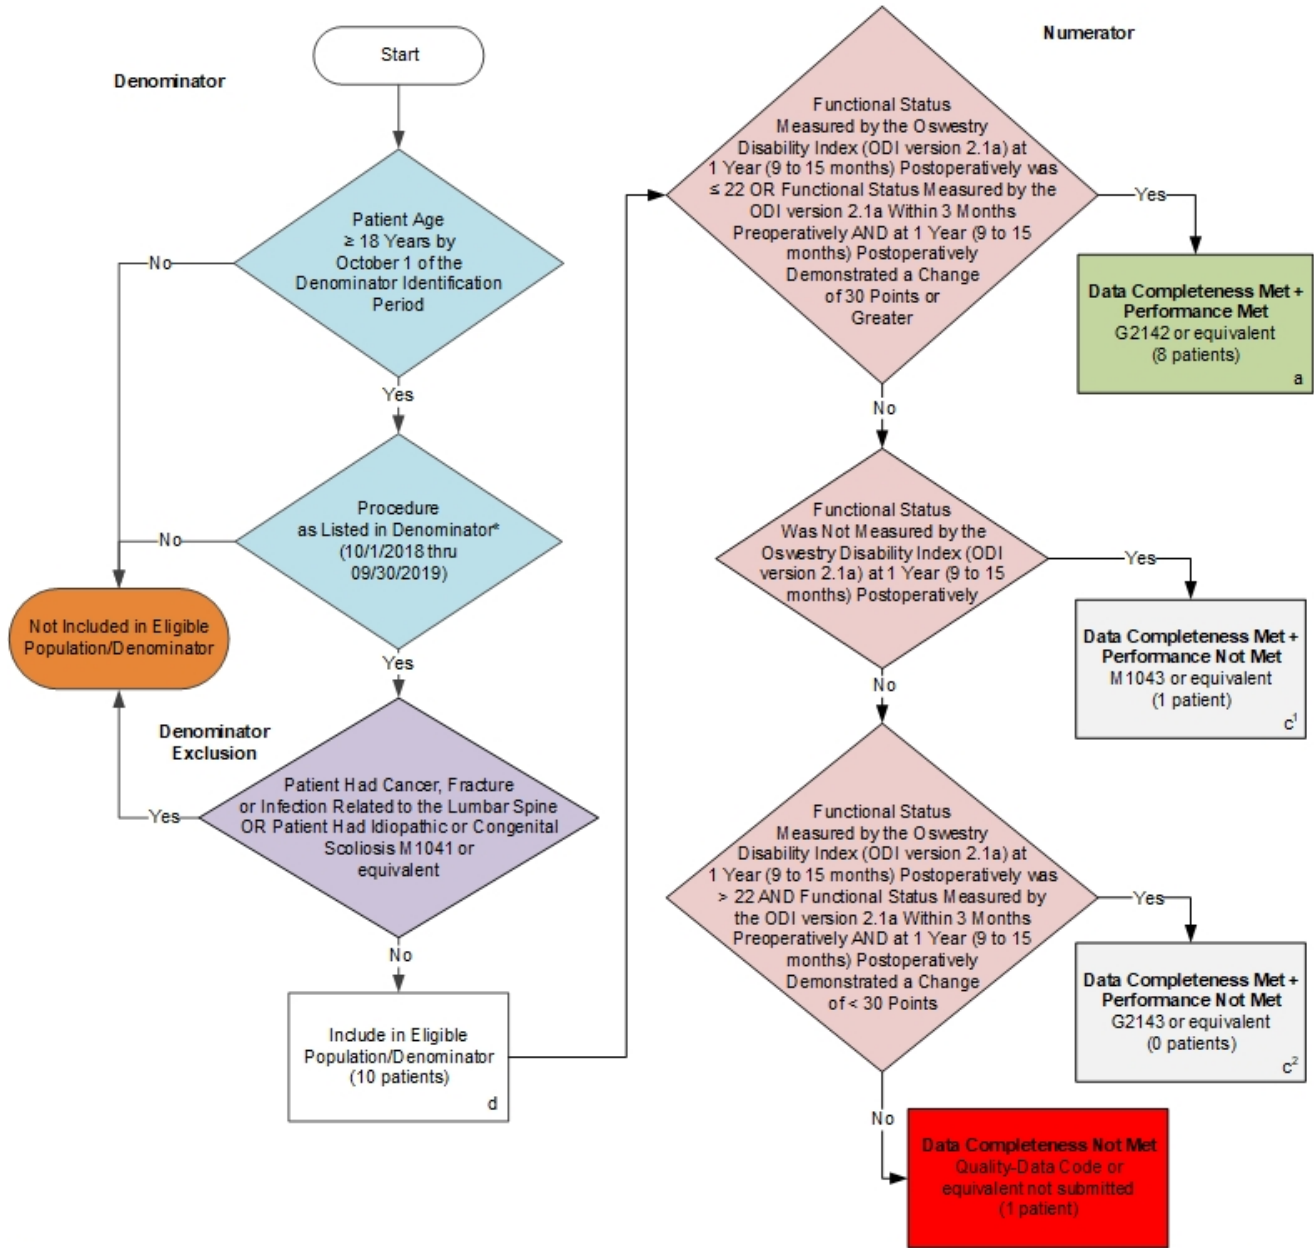 Start
Denominator
Patient Age
≥ 18 Years by
October 1 of the
Denominator Identification
Period
No
Yes
Procedure
as Listed in Denominator*
(10/1/2018 thru
09/30/2019)
No
Not Included in Eligible
Population/Denominator
Yes
Denominator
Exclusion
Patient Had Cancer, Fracture
or Infection Related to the Lumbar Spine
OR Patient Had Idiopathic or Congenital
Scoliosis M1041 or
equivalent
Yes
No
Include in Eligible
Population/Denominator
(10 patients)
d
Numerator
Functional Status
Measured by the Oswestry
Disability Index (ODI version 2.1a) at
1 Year (9 to 15 months) Postoperatively was
≤ 22 OR Functional Status Measured by the
ODI version 2.1a Within 3 Months
Preoperatively AND at 1 Year (9 to 15
months) Postoperatively
Demonstrated a Change
of 30 Points or
Greater
Yes
Data Completeness Met +
Performance Met
G2142 or equivalent
(8 patients)
a
No
Functional Status
Was Not Measured by the
Oswestry Disability Index (ODI
version 2.1a) at 1 Year (9 to 15
months) Postoperatively
Yes
Data Completeness Met +
Performance Not Met
M1043 or equivalent
(1 patient)
c¹
No
Functional Status
Measured by the Oswestry
Disability Index (ODI version 2.1a) at
1 Year (9 to 15 months) Postoperatively was
> 22 AND Functional Status Measured by
the ODI version 2.1a Within 3 Months
Preoperatively AND at 1 Year (9 to 15
months) Postoperatively
Demonstrated a Change
of < 30 Points
Yes
Data Completeness Met +
Performance Not Met
G2143 or equivalent
(0 patients)
c²
No
Data Completeness Not Met
Quality-Data Code or
equivalent not submitted
(1 patient)